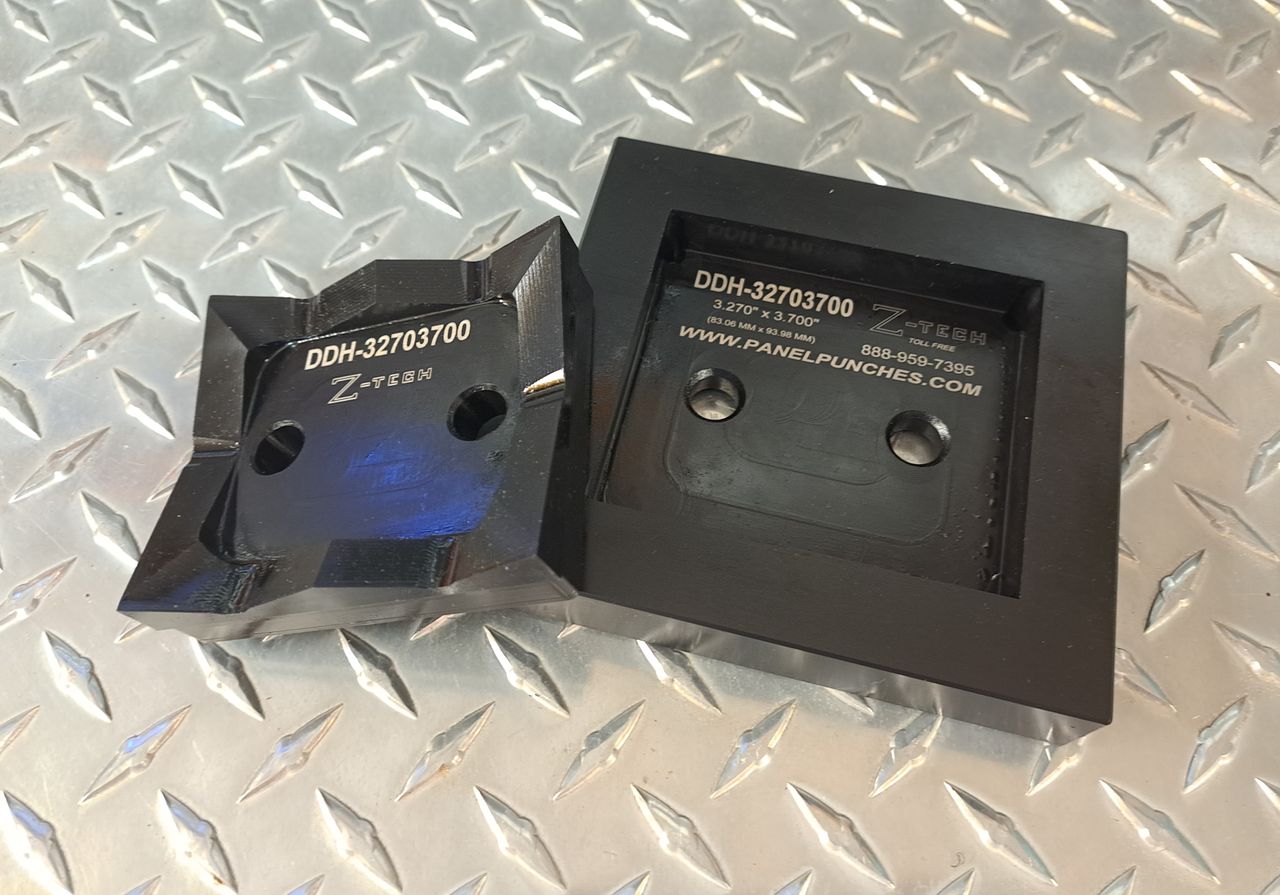 DDH-32703700
Z-TECH
DDH-32703700
3.270" x 3.700"
(83.06 MM x 93.98 MM)
Z-TECH
TOLL FREE
888-959-7395
WWW.PANELPUNCHES.COM